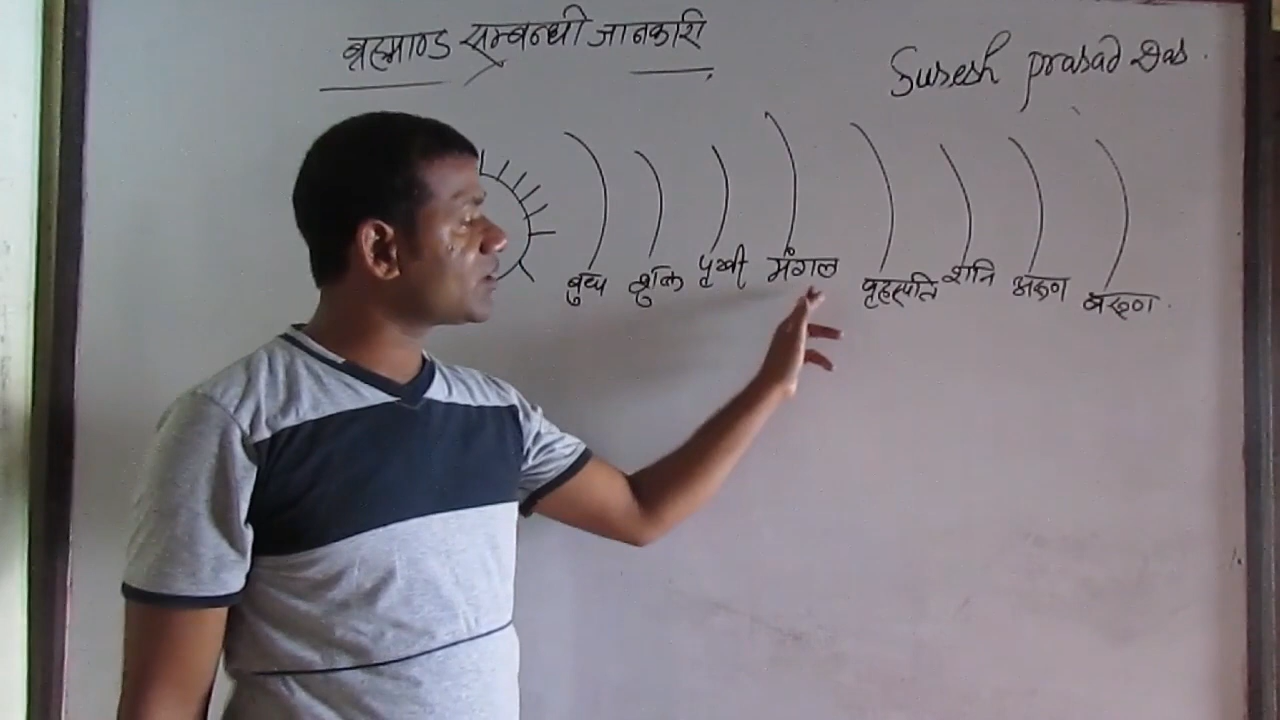 ब्रह्माण्ड सम्बन्धी जानकारी
Suresh prasad Das.
बुध शुक्र पृथ्वी मंगल बृहस्पति शनि अरूण बरूण.